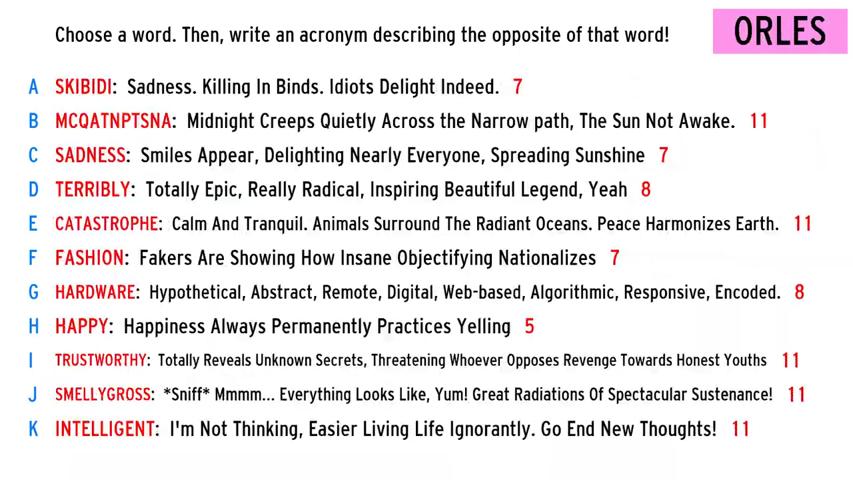 Choose a word. Then, write an acronym describing the opposite of that word!
ORLES
A SKIBIDI: Sadness. Killing In Binds. Idiots Delight Indeed. 7
B MCQATNPTSNA: Midnight Creeps Quietly Across the Narrow path, The Sun Not Awake. 11
C SADNESS: Smiles Appear, Delighting Nearly Everyone, Spreading Sunshine 7
D TERRIBLY: Totally Epic, Really Radical, Inspiring Beautiful Legend, Yeah 8
E CATASTROPHE: Calm And Tranquil. Animals Surround The Radiant Oceans. Peace Harmonizes Earth. 11
F FASHION: Fakers Are Showing How Insane Objectifying Nationalizes 7
G HARDWARE: Hypothetical, Abstract, Remote, Digital, Web-based, Algorithmic, Responsive, Encoded. 8
H HAPPY: Happiness Always Permanently Practices Yelling 5
I TRUSTWORTHY: Totally Reveals Unknown Secrets, Threatening Whoever Opposes Revenge Towards Honest Youths 11
J SMELLYGROSS: *Sniff* Mmmm... Everything Looks Like, Yum! Great Radiations Of Spectacular Sustenance! 11
K INTELLIGENT: I'm Not Thinking, Easier Living Life Ignorantly. Go End New Thoughts! 11